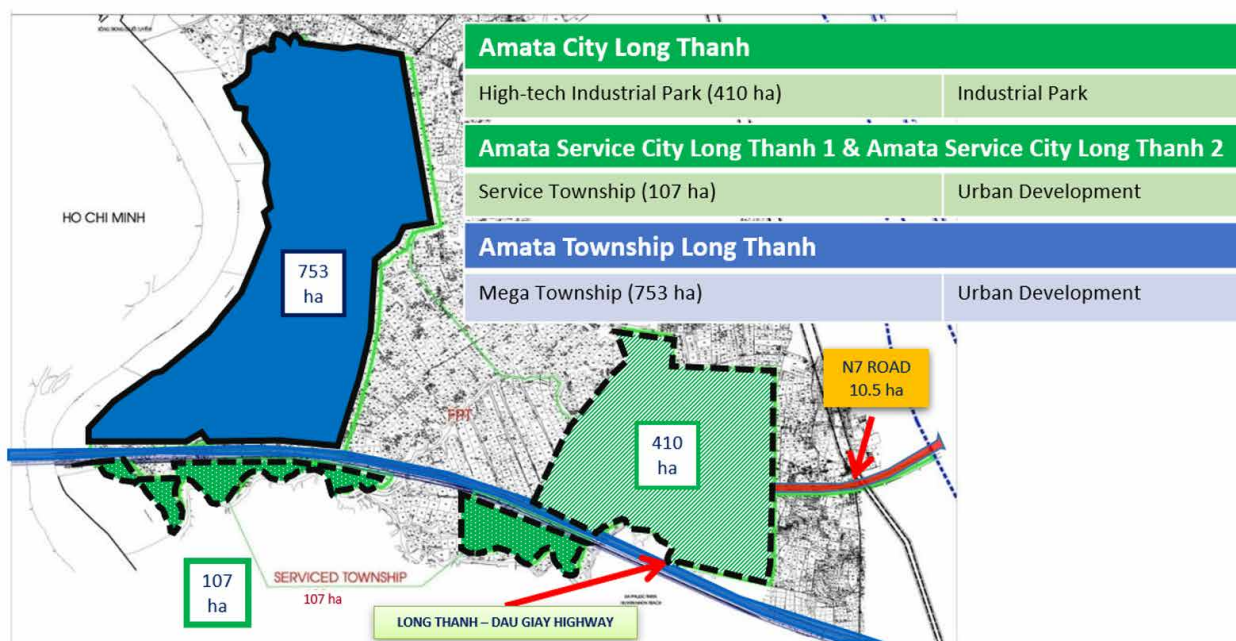 Amata City Long Thanh
High-tech Industrial Park (410 ha)
Industrial Park
Amata Service City Long Thanh 1 & Amata Service City Long Thanh 2
Service Township (107 ha)
Urban Development
Amata Township Long Thanh
Mega Township (753 ha)
Urban Development
HO CHI MINH
753
ha
N7 ROAD
10.5 ha
FPT
410
ha
107
ha
SERVICED TOWNSHIP
107 ha
LONG THANH – DAU GIAY HIGHWAY